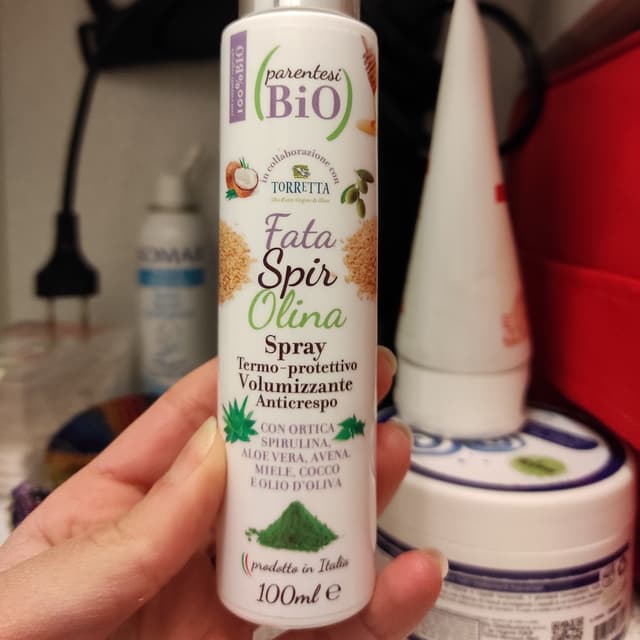 100%BIO
(parentesi
BiO)
in collaborazione con
TORRETTA
Fata
Spir
Olina
Spray
Termo-protettivo
Volumizzante
Anticrespo
CON ORTICA
SPIRULINA,
ALOE VERA, AVENA,
MIELE, COCCO
E OLIO D'OLIVA
prodotto in Italia
100ml e